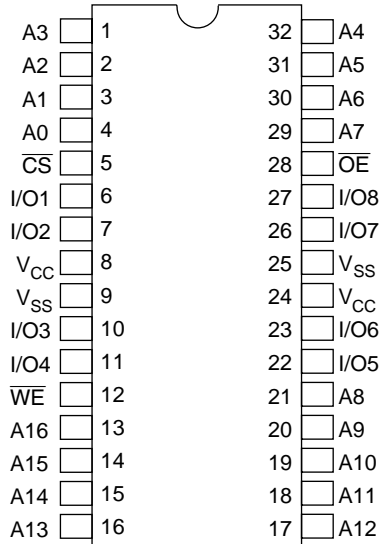 A3 1 32 A4
A2 2 31 A5
A1 3 30 A6
A0 4 29 A7
C̅S̅ 5 28 O̅E̅
I/O1 6 27 I/O8
I/O2 7 26 I/O7
VCC 8 25 VSS
VSS 9 24 VCC
I/O3 10 23 I/O6
I/O4 11 22 I/O5
W̅E̅ 12 21 A8
A16 13 20 A9
A15 14 19 A10
A14 15 18 A11
A13 16 17 A12